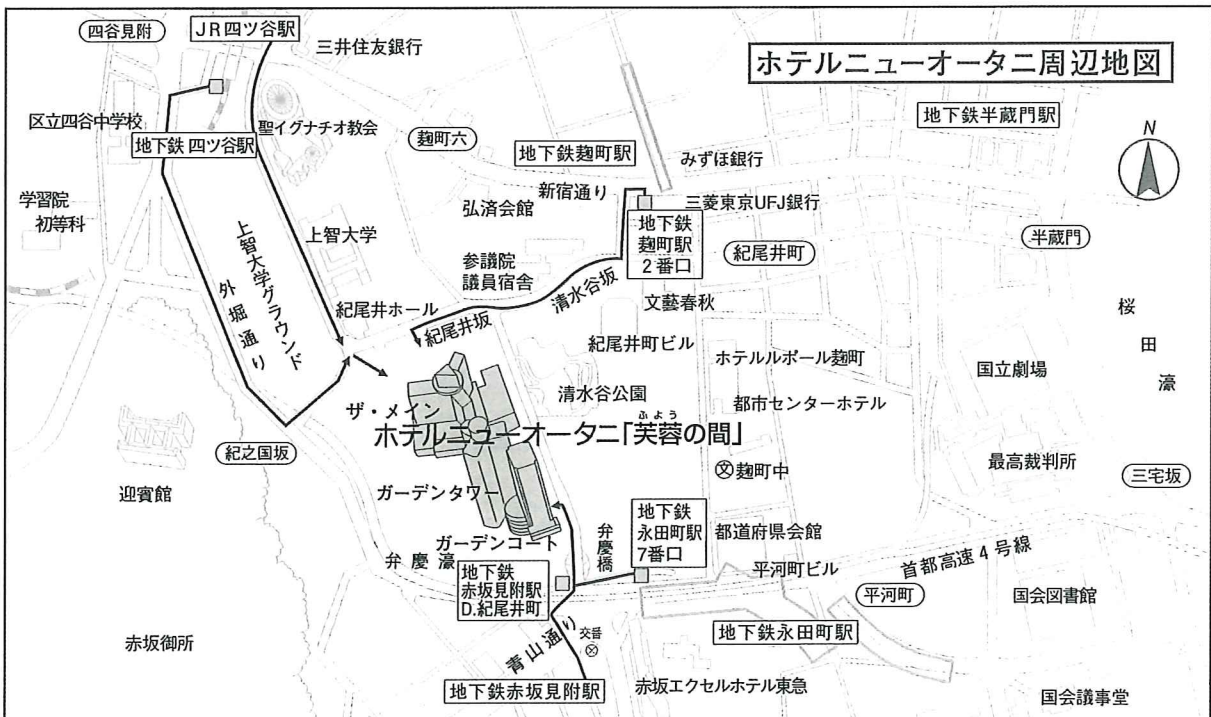 ホテルニューオータニ周辺地図
四谷見附
JR四ツ谷駅
三井住友銀行
区立四谷中学校
地下鉄 四ツ谷駅
聖イグナチオ教会
麹町六
地下鉄麹町駅
みずほ銀行
地下鉄半蔵門駅
N
学習院
初等科
上智大学
上智大学グラウンド
外堀通り
新宿通り
弘済会館
三菱東京UFJ銀行
地下鉄
麹町駅
2番口
紀尾井町
半蔵門
参議院
議員宿舎
清水谷坂
文藝春秋
紀尾井ホール
紀尾井坂
紀尾井町ビル
ホテルルポール麹町
国立劇場
桜田濠
清水谷公園
都市センターホテル
ザ・メイン
ふよう
ホテルニューオータニ「芙蓉の間」
紀之国坂
迎賓館
文麹町中
最高裁判所
三宅坂
ガーデンタワー
ガーデンコート
弁慶濠
弁慶橋
地下鉄
永田町駅
7番口
都道府県会館
平河町ビル
首都高速4号線
地下鉄
赤坂見附駅
D.紀尾井町
平河町
国会図書館
赤坂御所
青山通り
交番
地下鉄永田町駅
地下鉄赤坂見附駅
赤坂エクセルホテル東急
国会議事堂